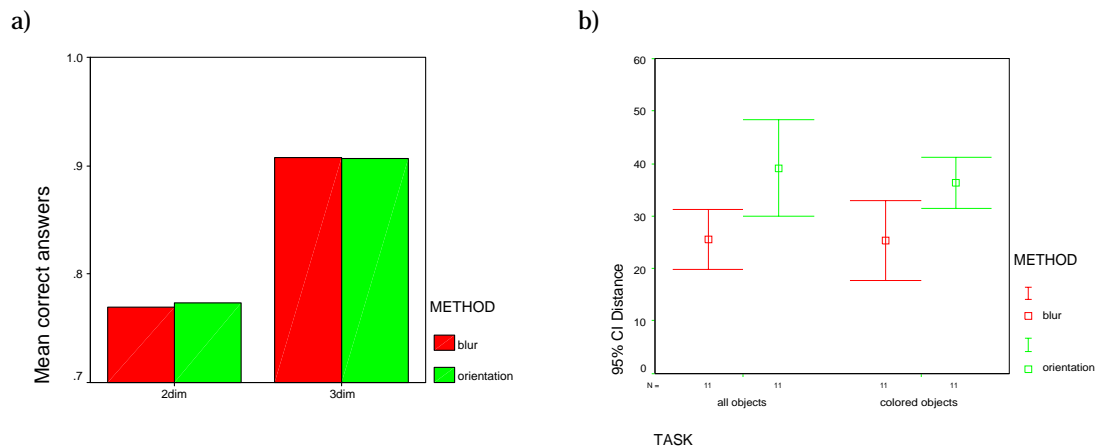 a)
1.0
.9
.8
.7
Mean correct answers
2dim
3dim
METHOD
blur
orientation
b)
60
50
40
30
20
10
0
95% CI Distance
N =
11
11
11
11
all objects
colored objects
TASK
METHOD
blur
orientation